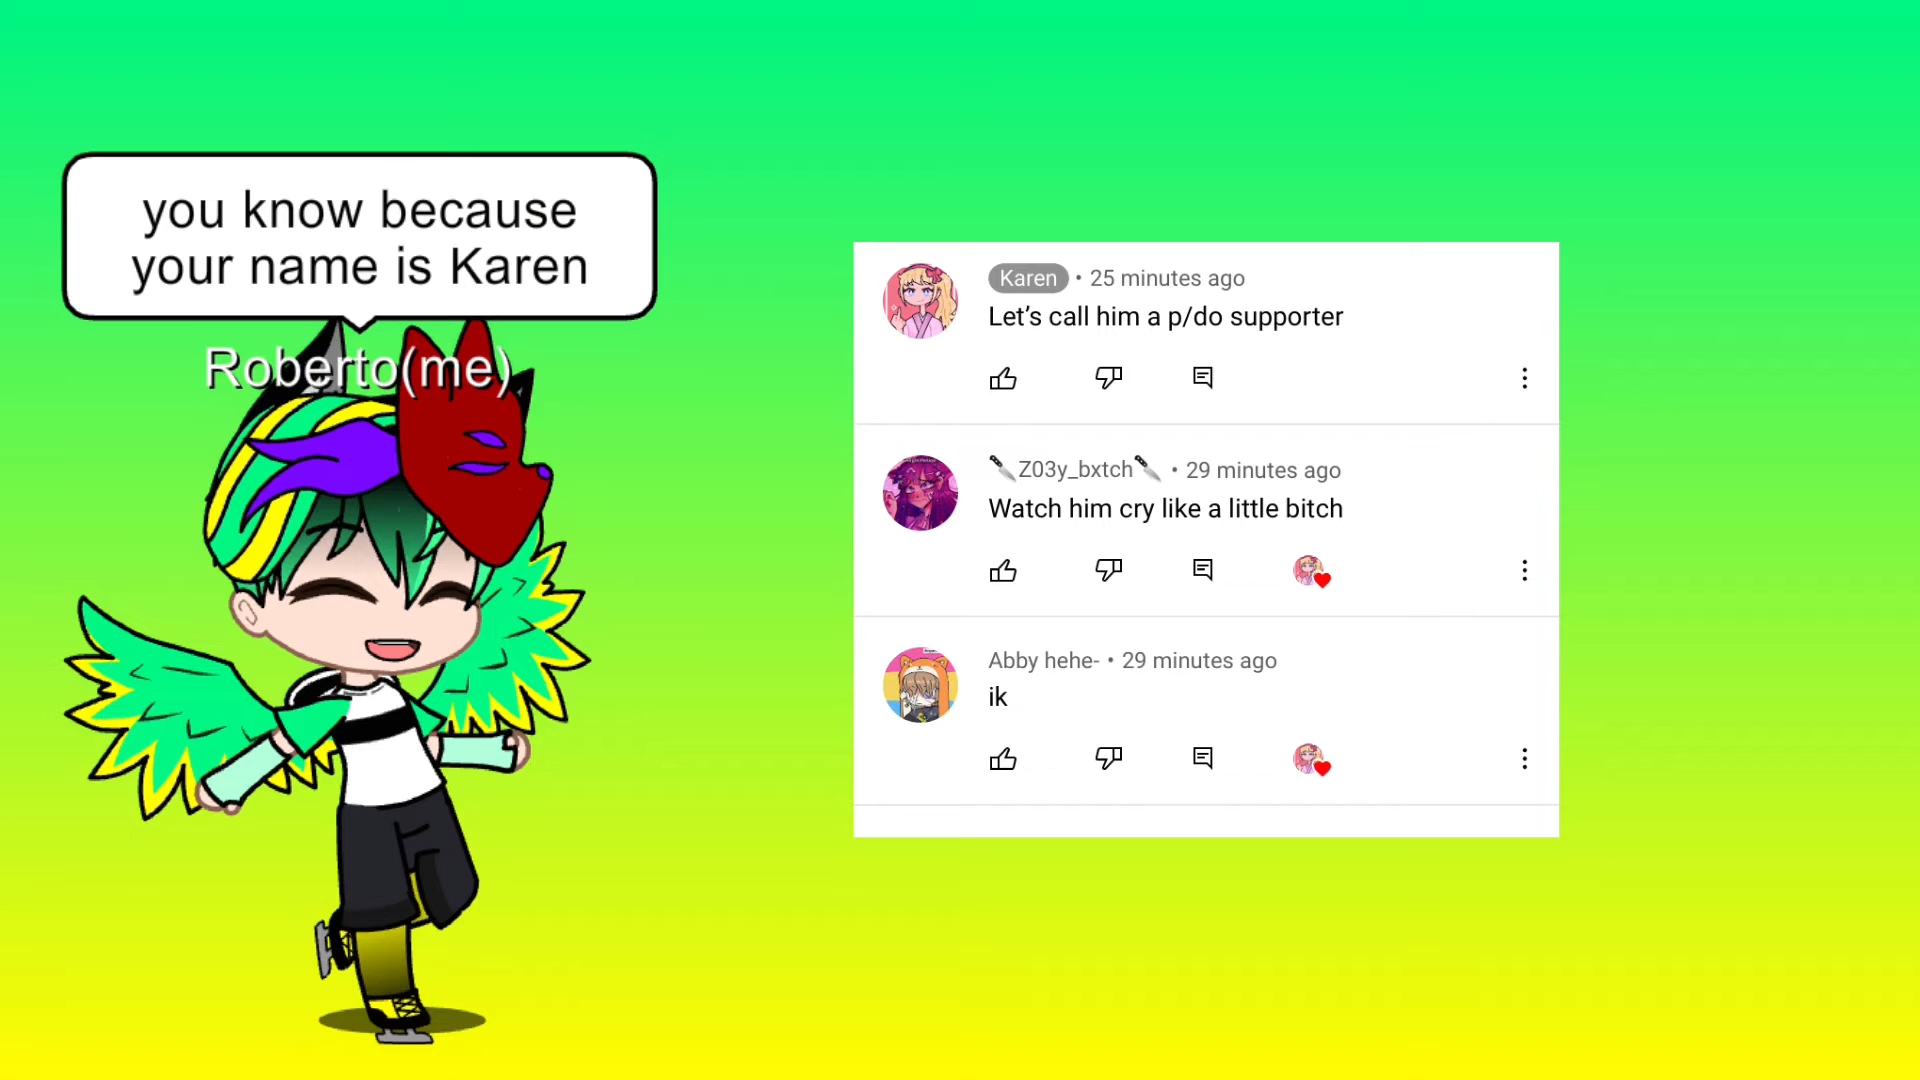 you know because
your name is Karen
Roberto(me)
Karen • 25 minutes ago
Let’s call him a p/do supporter
🔪Z03y_bxtch🔪 • 29 minutes ago
Watch him cry like a little bitch
Abby hehe- • 29 minutes ago
ik